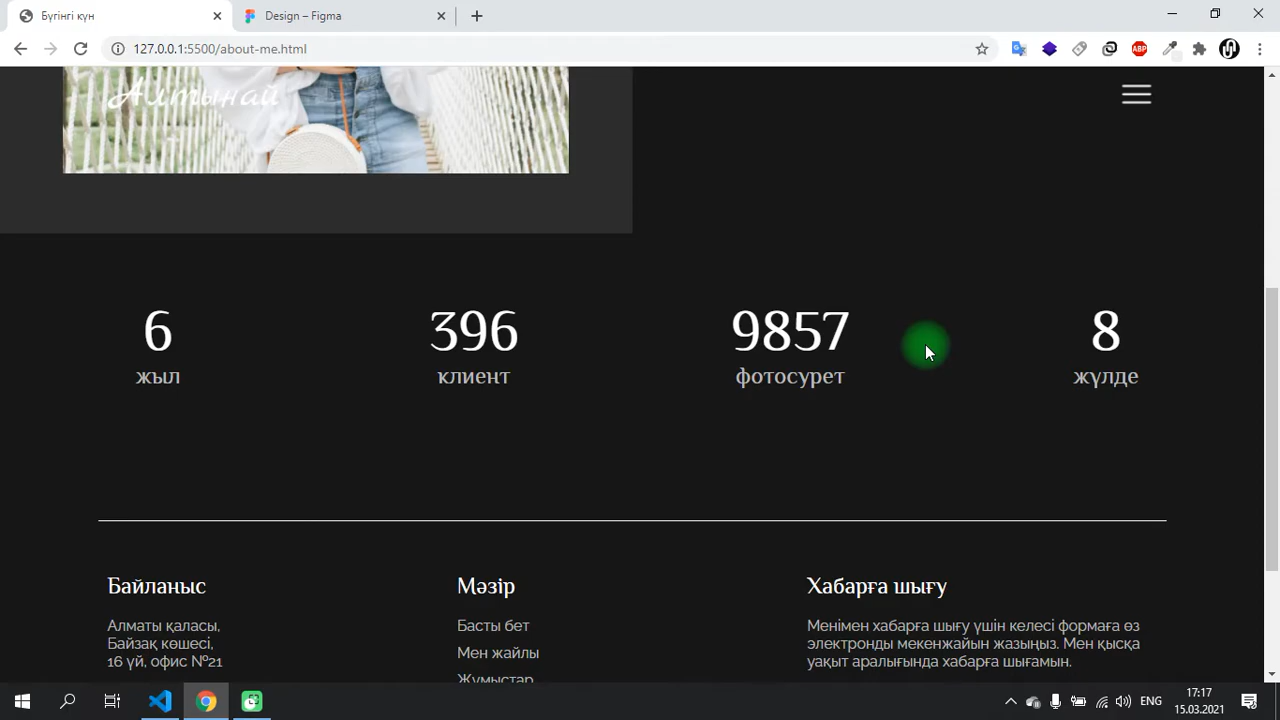 Бүгінгі күн
Design – Figma
127.0.0.1:5500/about-me.html
ABP
Алтынай
6
жыл
396
клиент
9857
фотосурет
8
жүлде
Байланыс
Алматы қаласы,
Байзақ көшесі,
16 үй, офис №21
Мәзір
Басты бет
Мен жайлы
Жұмыстар
Хабарға шығу
Менімен хабарға шығу үшін келесі формаға өз
электронды мекенжайын жазыңыз. Мен қысқа
уақыт аралығында хабарға шығамын.
ENG
17:17
15.03.2021